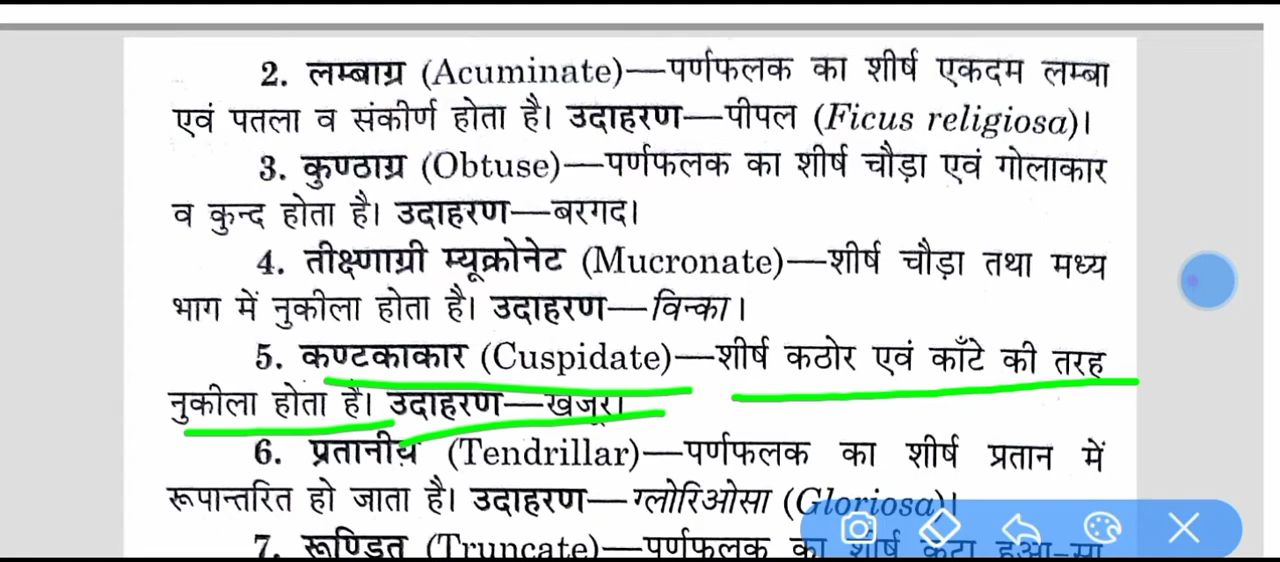 2. लम्बाग्र (Acuminate)—पर्णफलक का शीर्ष एकदम लम्बा
एवं पतला व संकीर्ण होता है। उदाहरण—पीपल (Ficus religiosa)।
3. कुण्ठाग्र (Obtuse)—पर्णफलक का शीर्ष चौड़ा एवं गोलाकार
व कुन्द होता है। उदाहरण—बरगद।
4. तीक्ष्णाग्री म्यूक्रोनेट (Mucronate)—शीर्ष चौड़ा तथा मध्य
भाग में नुकीला होता है। उदाहरण—विन्का।
5. कण्टकाकार (Cuspidate)—शीर्ष कठोर एवं काँटे की तरह
नुकीला होता है। उदाहरण—खजूर।
6. प्रतानीय (Tendrillar)—पर्णफलक का शीर्ष प्रतान में
रूपान्तरित हो जाता है। उदाहरण—ग्लोरिओसा (Gloriosa)।
7. रूण्डित (Truncate)—पर्णफलक का शीर्ष कटा हुआ-सा